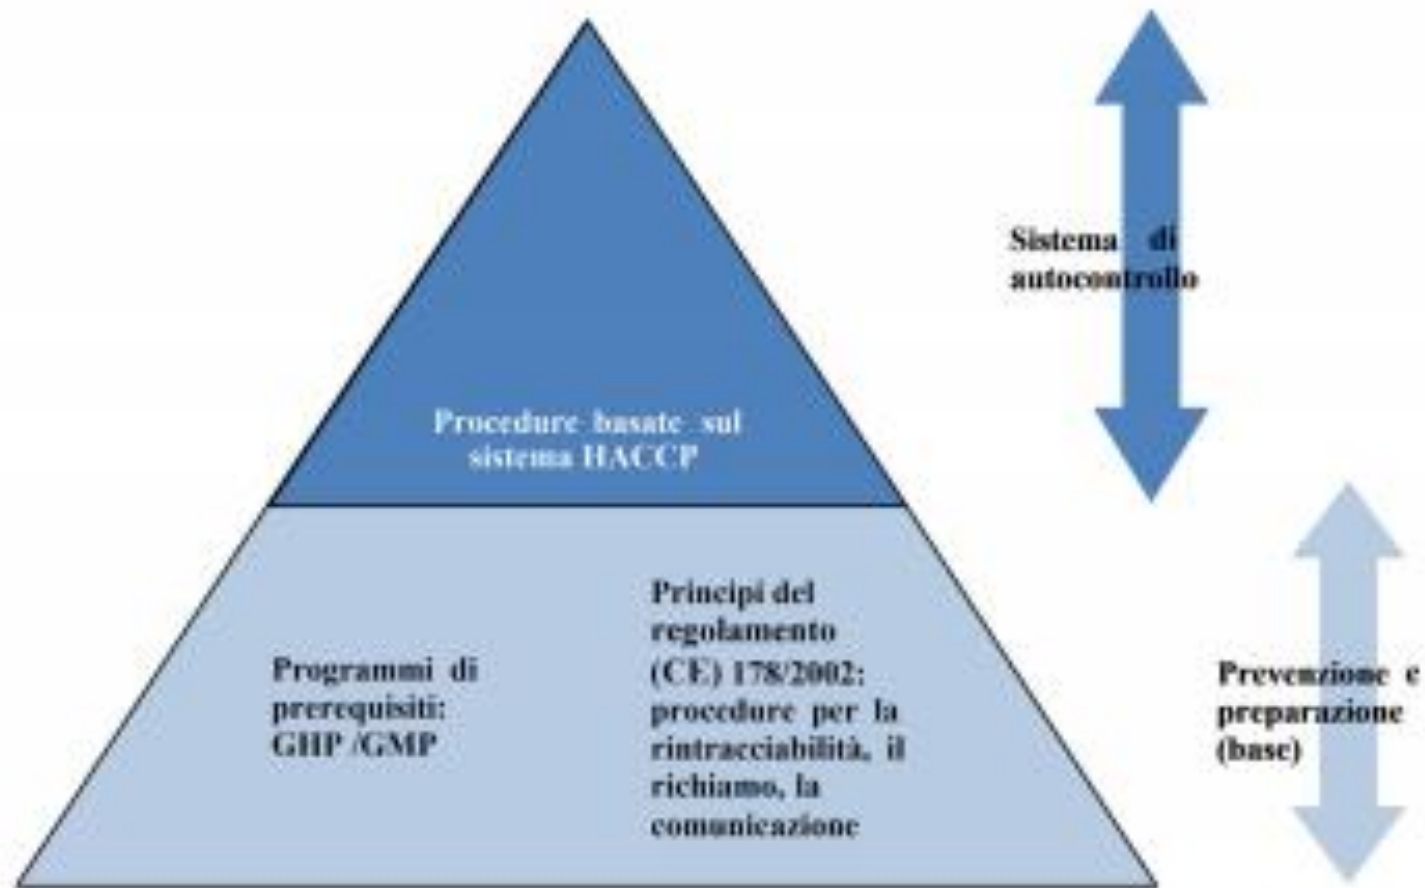 Sistema di
autocontrollo
Procedure basate sul
sistema HACCP
Programmi di
prerequisiti:
GHP /GMP
Principi del
regolamento
(CE) 178/2002:
procedure per la
rintracciabilità, il
richiamo, la
comunicazione
Prevenzione e
preparazione
(base)